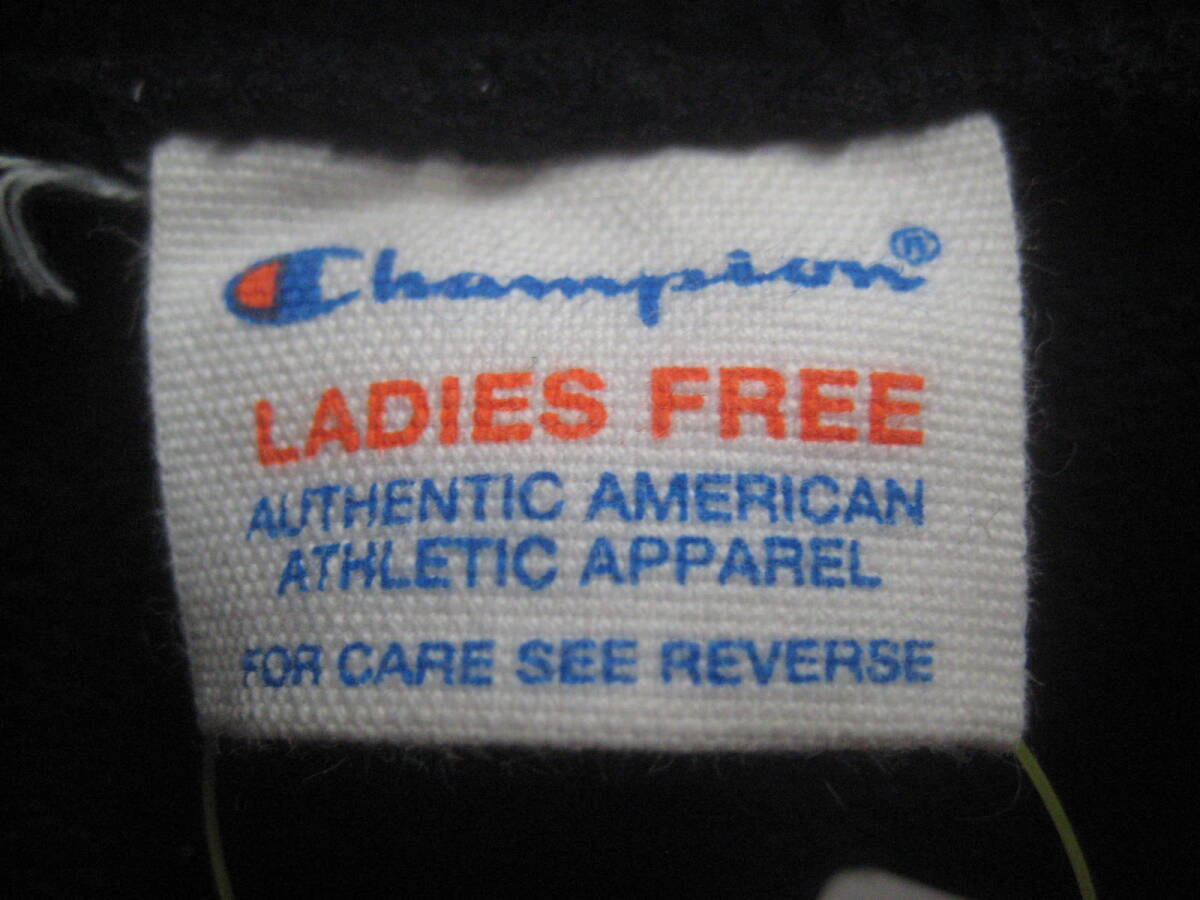 Champion®
LADIES FREE
AUTHENTIC AMERICAN
ATHLETIC APPAREL
FOR CARE SEE REVERSE